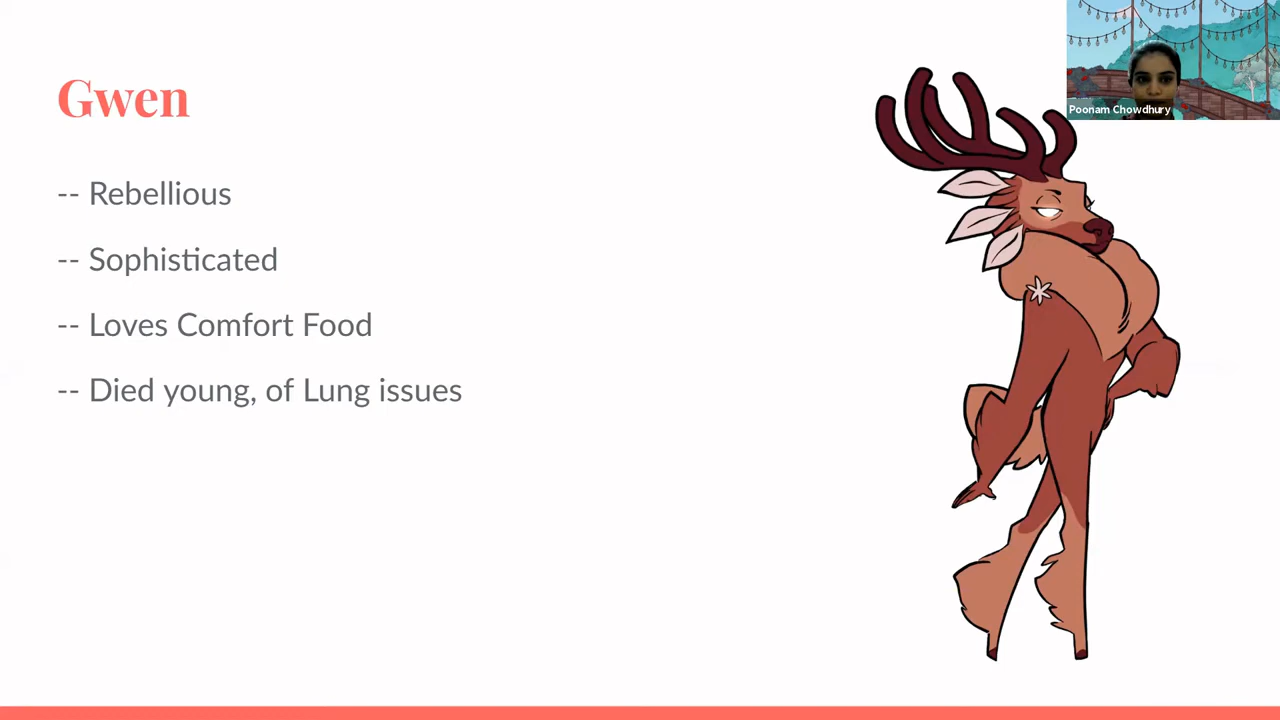 Gwen
-- Rebellious
-- Sophisticated
-- Loves Comfort Food
-- Died young, of Lung issues
Poonam Chowdhury